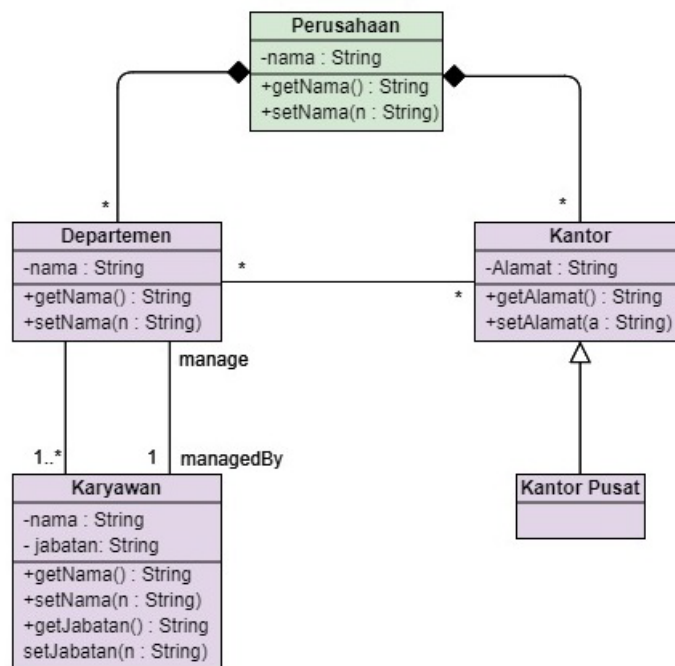 Perusahaan
-nama : String
+getNama() : String
+setNama(n : String)
*
*
Departemen
-nama : String
+getNama() : String
+setNama(n : String)
*
*
Kantor
-Alamat : String
+getAlamat() : String
+setAlamat(a : String)
manage
1..*
1
managedBy
Karyawan
-nama : String
- jabatan: String
+getNama() : String
+setNama(n : String)
+getJabatan() : String
setJabatan(n : String)
Kantor Pusat